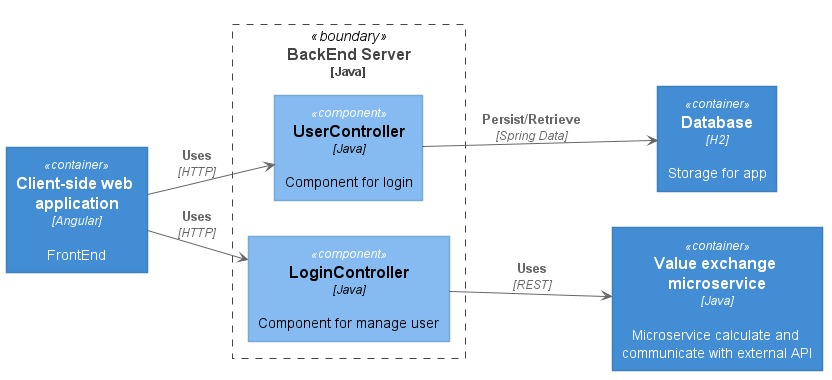 «boundary»
BackEnd Server
[Java]
«component»
UserController
[Java]
Component for login
Persist/Retrieve
[Spring Data]
«container»
Database
[H2]
Storage for app
«container»
Client-side web
application
[Angular]
FrontEnd
Uses
[HTTP]
Uses
[HTTP]
«component»
LoginController
[Java]
Component for manage user
Uses
[REST]
«container»
Value exchange
microservice
[Java]
Microservice calculate and
communicate with external API